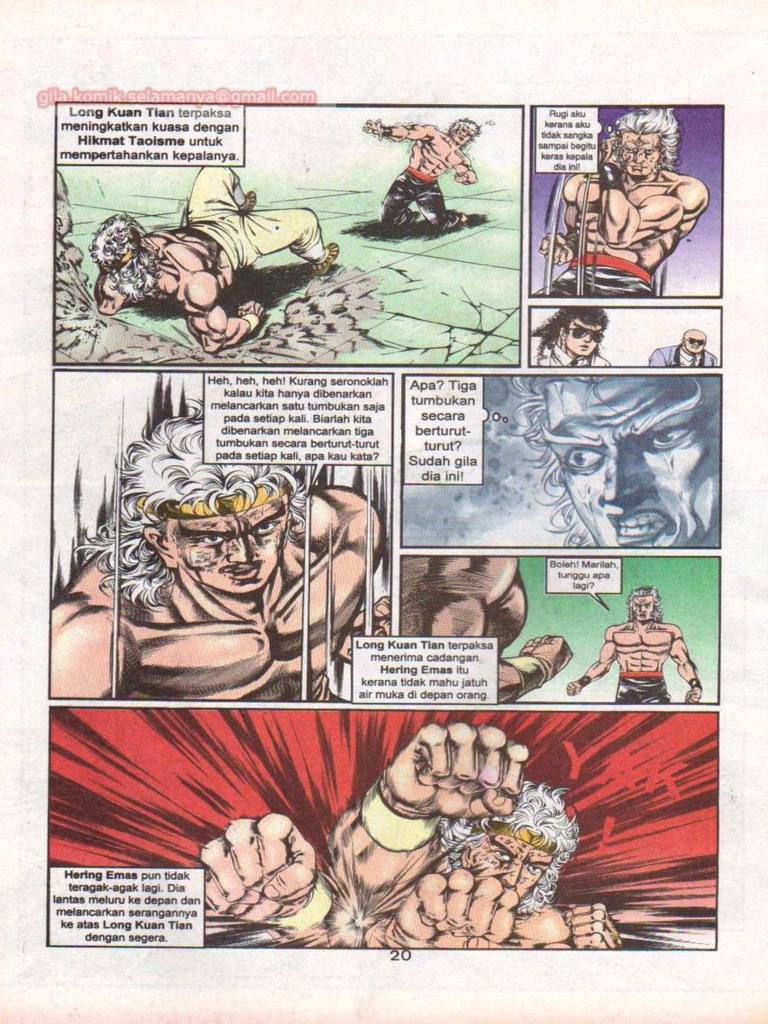 gila.komik.selamanya@gmail.com
Long Kuan Tian terpaksa
meningkatkan kuasa dengan
Hikmat Taoisme untuk
mempertahankan kepalanya.
Rugi aku
kerana aku
tidak sangka
sampai begitu
keras kepala
dia ini!
Heh, heh, heh! Kurang seronoklah
kalau kita hanya dibenarkan
melancarkan satu tumbukan saja
pada setiap kali. Biarlah kita
dibenarkan melancarkan tiga
tumbukan secara berturut-turut
pada setiap kali, apa kau kata?
Apa? Tiga
tumbukan
secara
berturut-
turut?
Sudah gila
dia ini!
Boleh! Marilah,
tunggu apa
lagi?
Long Kuan Tian terpaksa
menerima cadangan
Hering Emas itu
kerana tidak mahu jatuh
air muka di depan orang.
Hering Emas pun tidak
teragak-agak lagi. Dia
lantas meluru ke depan dan
melancarkan serangannya
ke atas Long Kuan Tian
dengan segera.
20